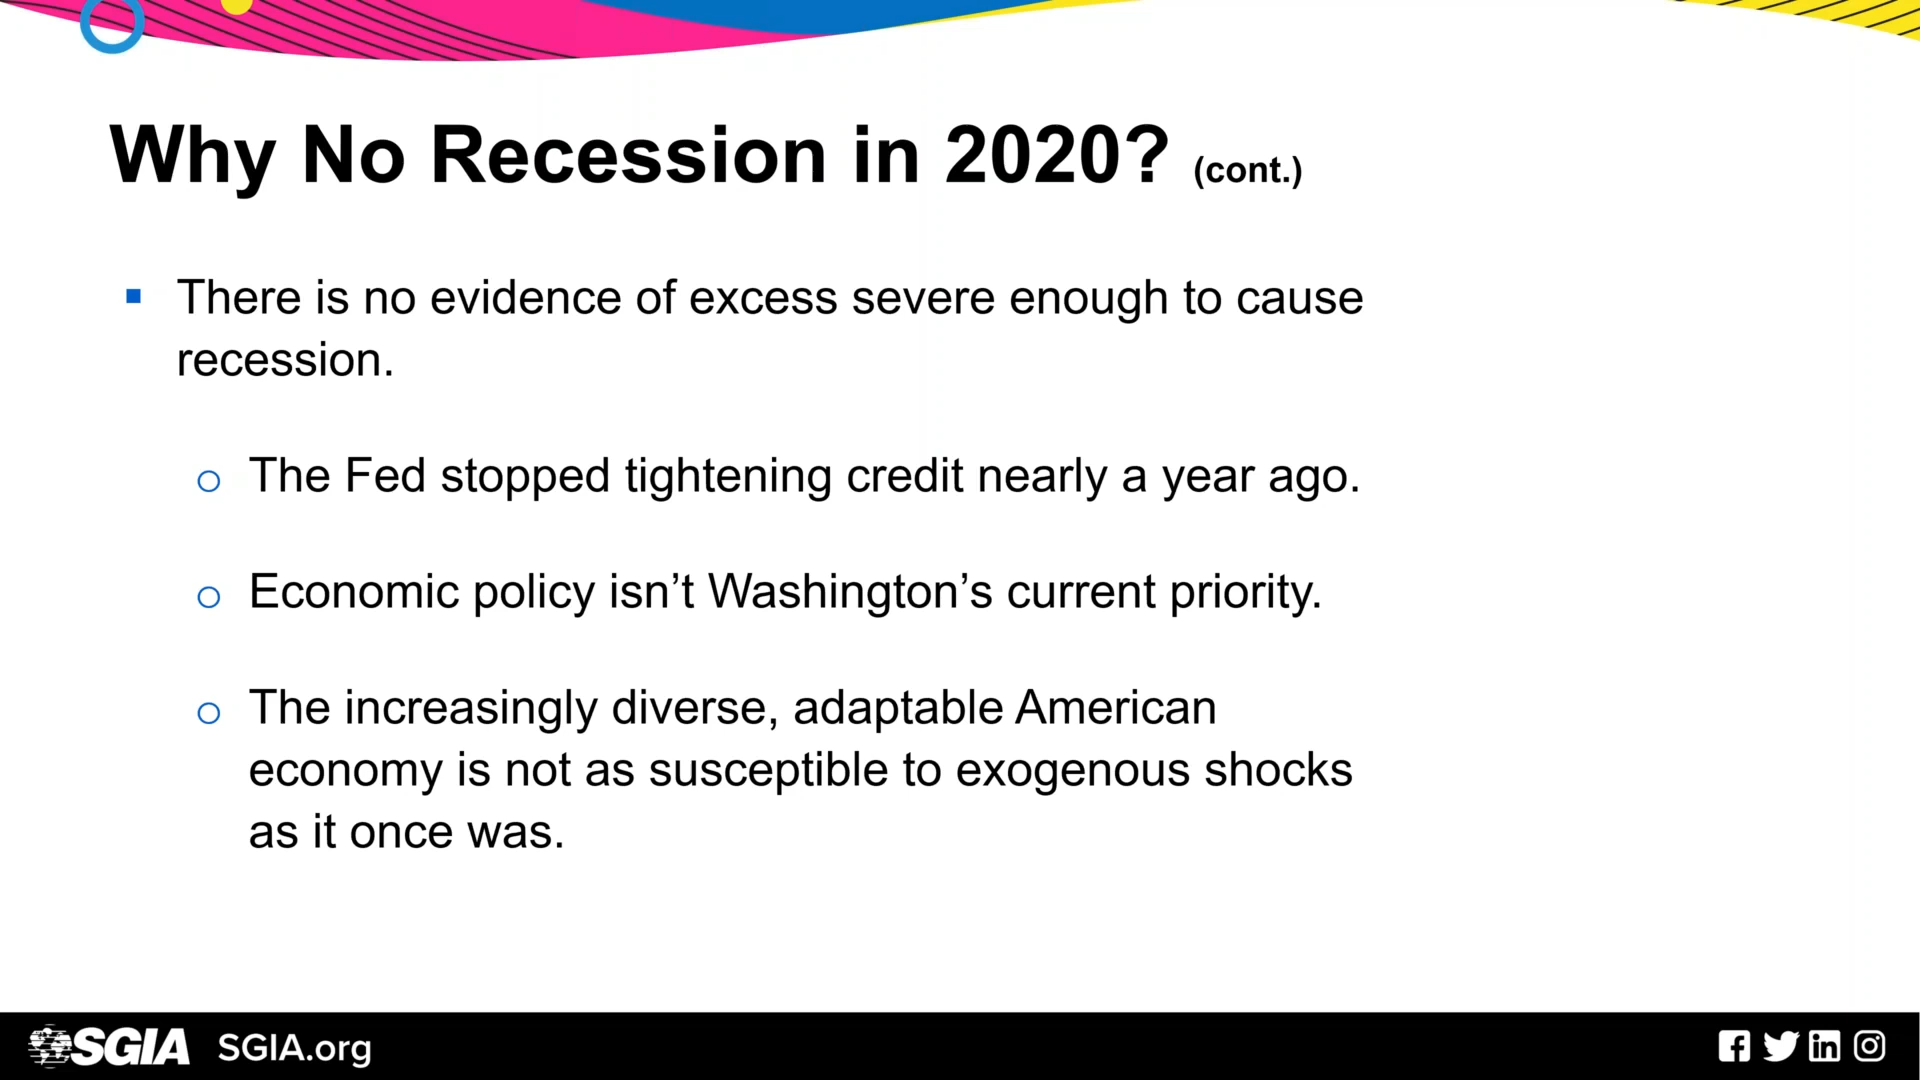 Why No Recession in 2020? (cont.)
▪ There is no evidence of excess severe enough to cause
recession.
o The Fed stopped tightening credit nearly a year ago.
o Economic policy isn’t Washington’s current priority.
o The increasingly diverse, adaptable American
economy is not as susceptible to exogenous shocks
as it once was.
SGIA SGIA.org